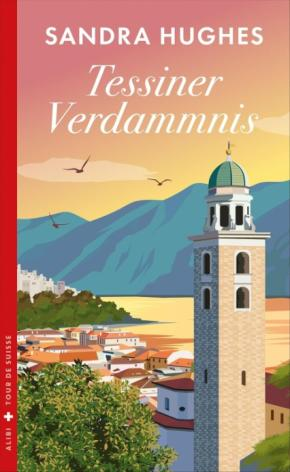 SANDRA HUGHES
Tessiner
Verdammnis
ALIBI + TOUR DE SUISSE